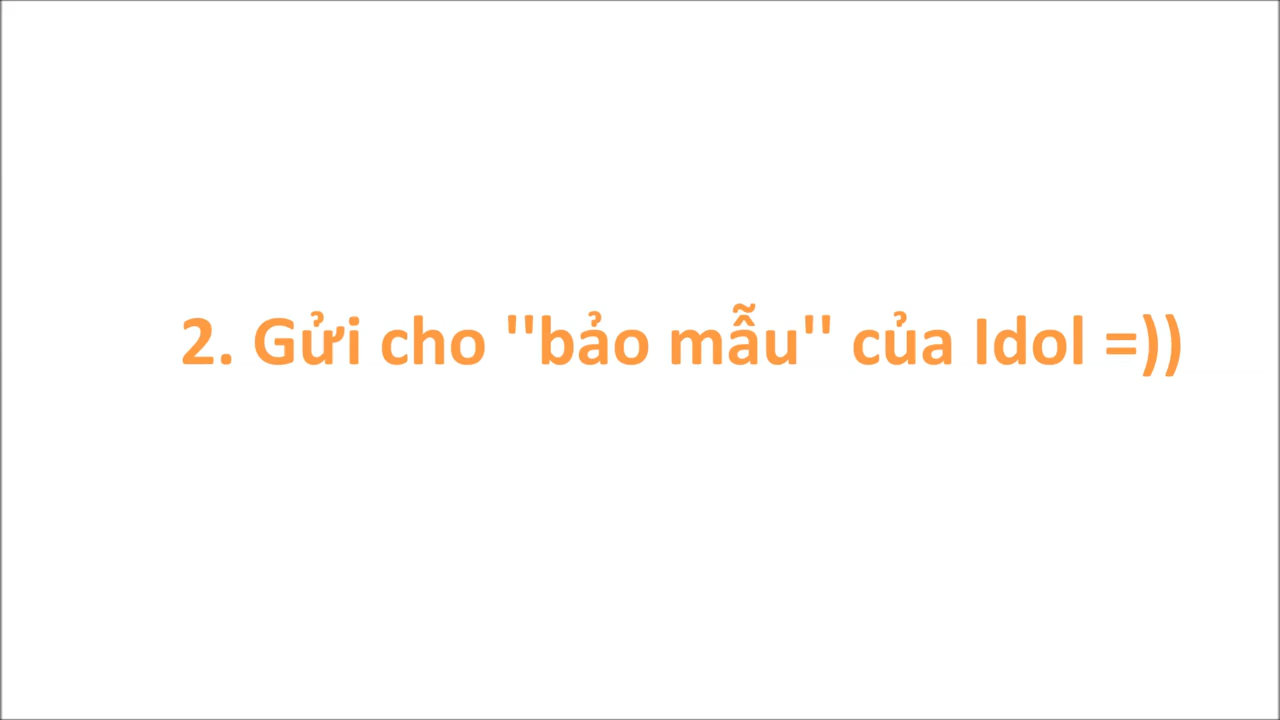 2. Gửi cho ''bảo mẫu'' của Idol =))